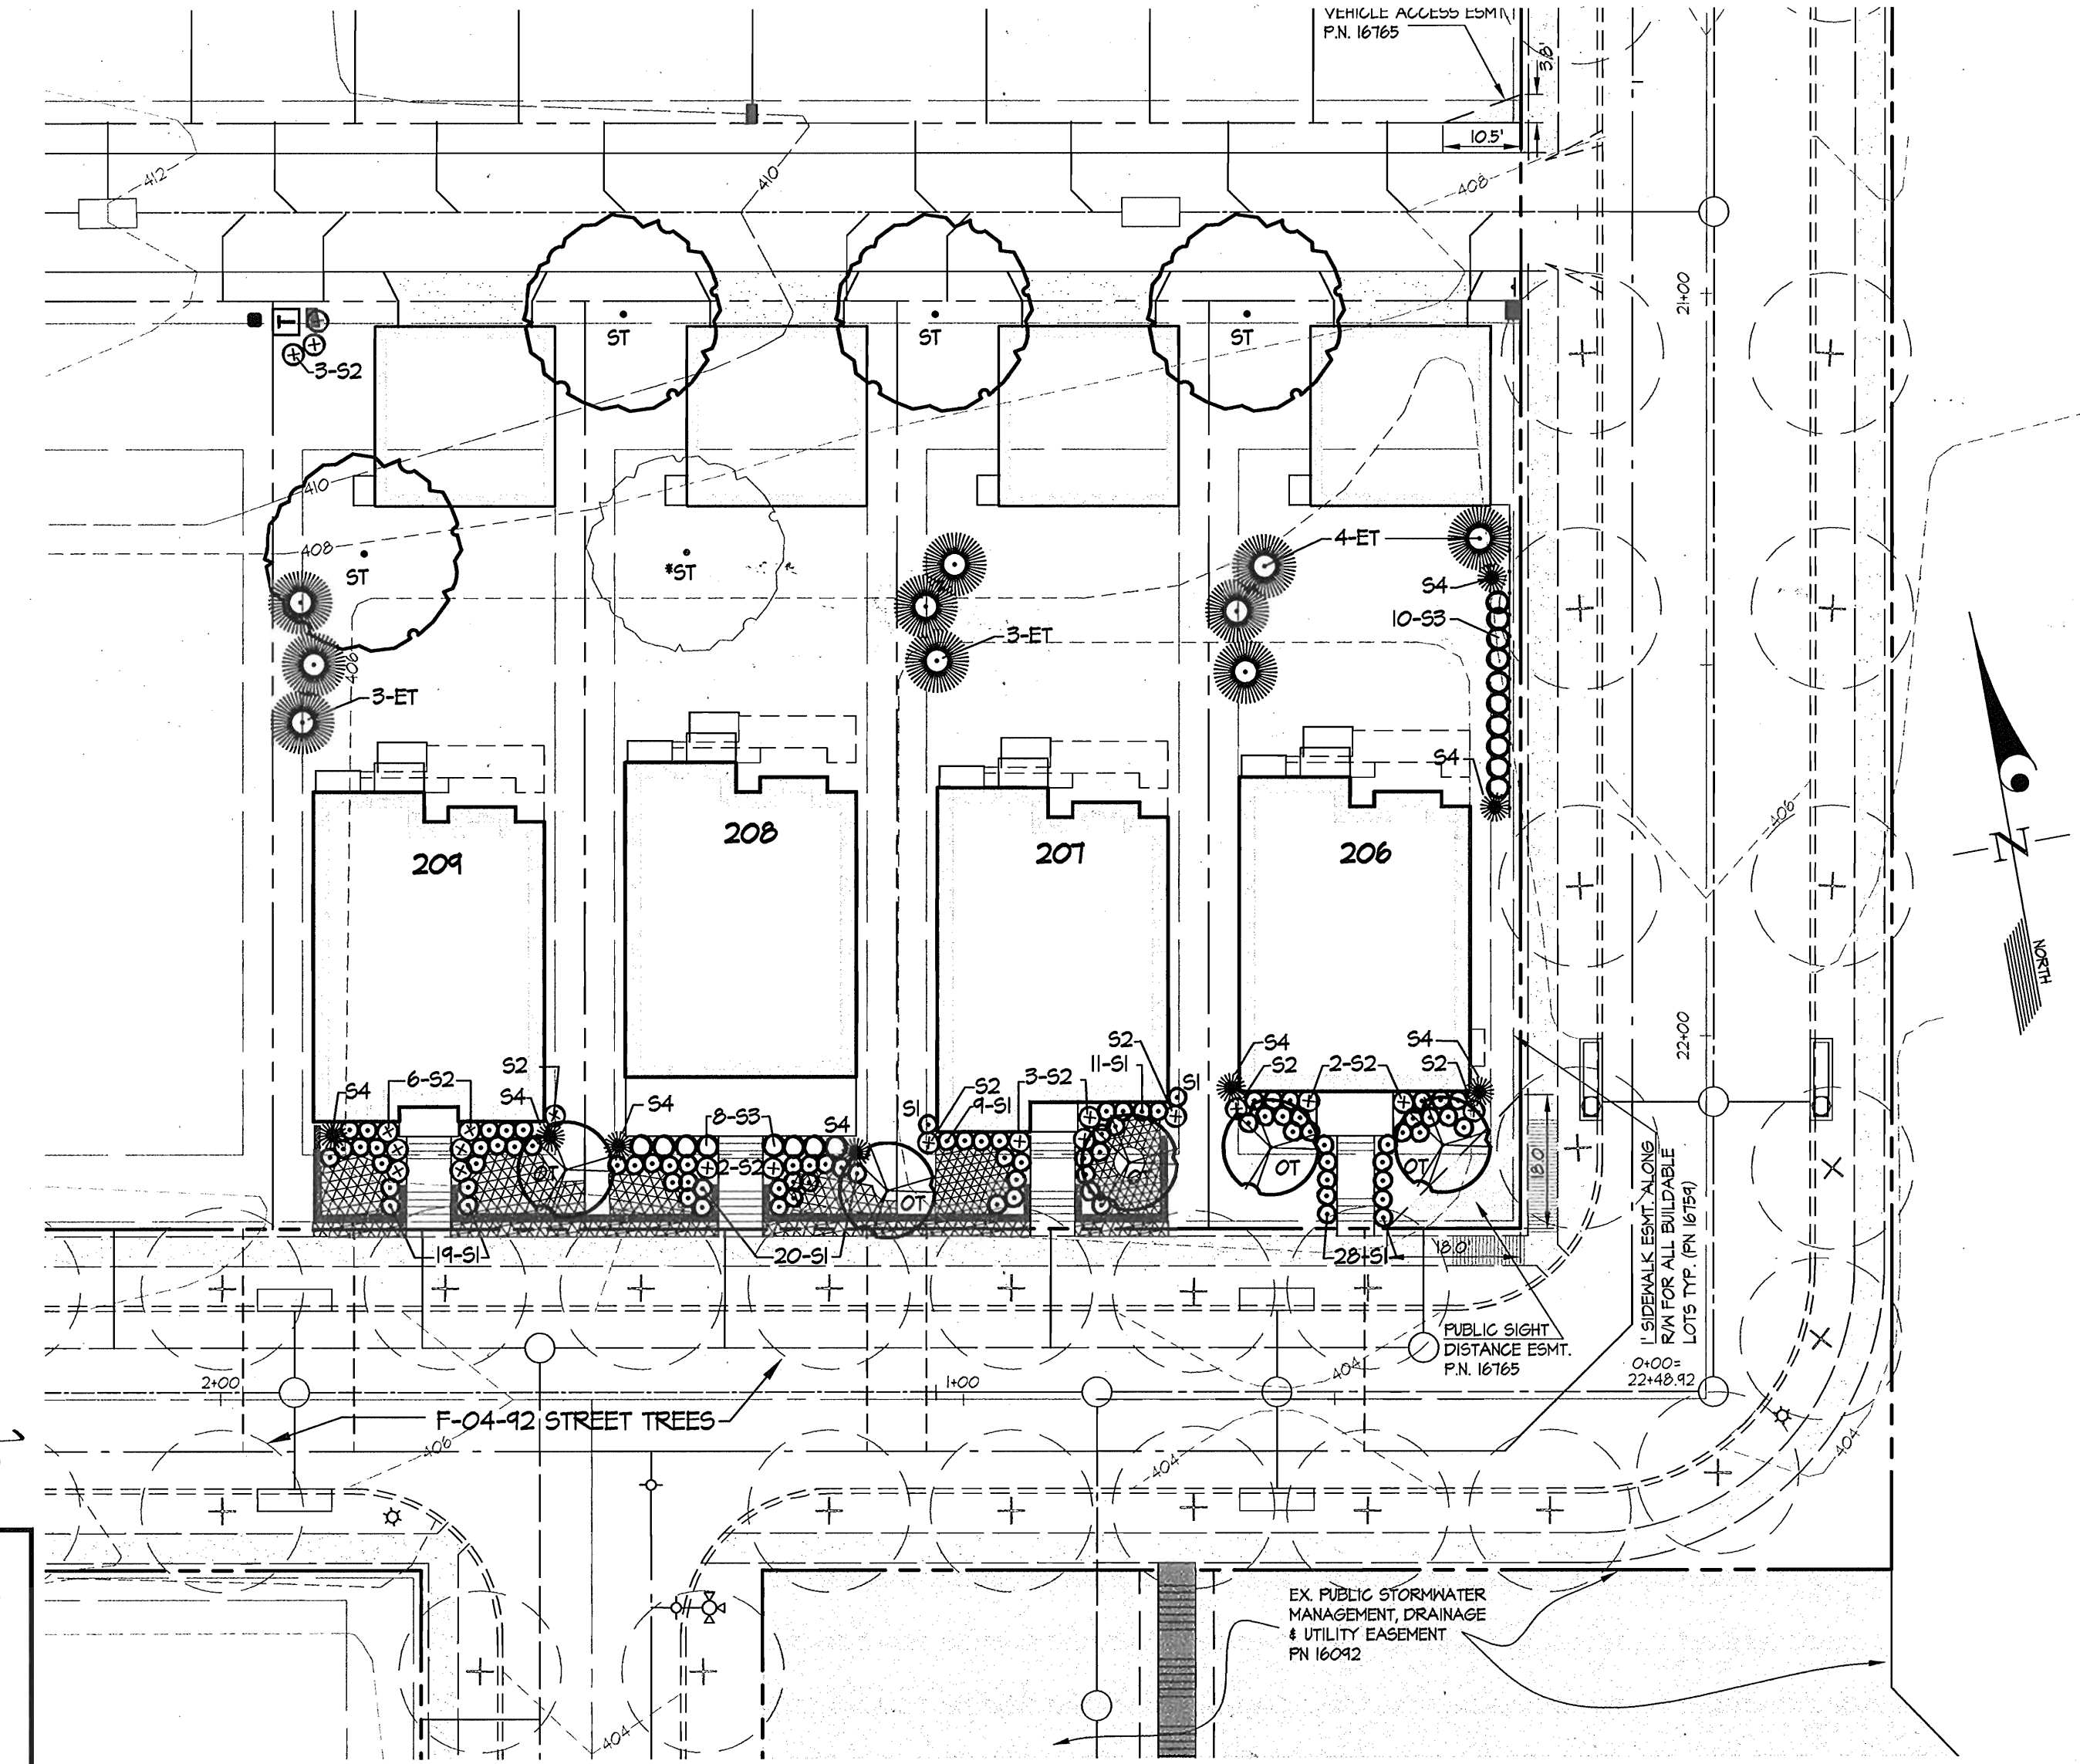 VEHICLE ACCESS ESMT.
P.N. 16765
3.8'
10.5'
412
410
408
21+00
ST
ST
ST
T
3-S2
410
408
ST
*ST
4-ET
S4
10-S3
3-ET
406
3-ET
S4
406
209
208
207
206
N
NORTH
22+00
S4
6-S2
S2
S4
S4
8-S3
S4
2-S2
S1
S2
9-S1
3-S2
11-S1
S2
S1
S4
S2
2-S2
S4
S2
OT
OT
OT
OT
OT
19-S1
20-S1
28-S1
18.0'
18.0'
1' SIDEWALK ESMT. ALONG
R/W FOR ALL BUILDABLE
LOTS TYP. (PN 16759)
PUBLIC SIGHT
DISTANCE ESMT.
P.N. 16765
0+00=
22+48.92
2+00
1+00
404
F-04-92 STREET TREES
406
404
404
EX. PUBLIC STORMWATER
MANAGEMENT, DRAINAGE
& UTILITY EASEMENT
PN 16092
404